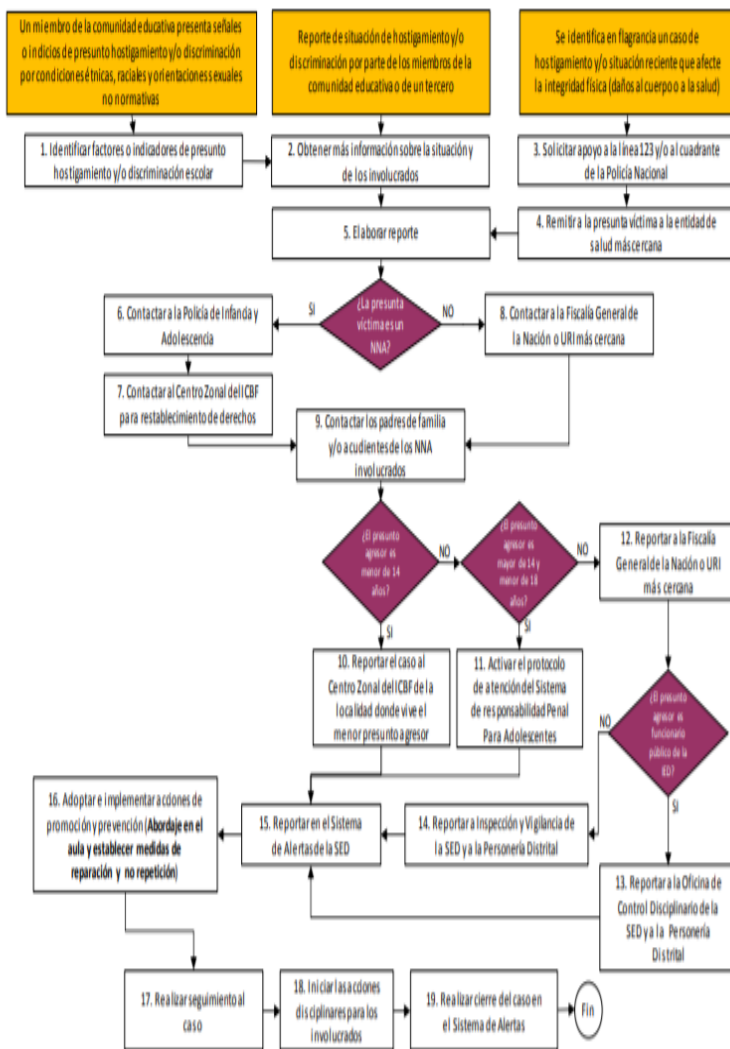 Un miembro de la comunidad educativa presenta señales
o indicios de presunto hostigamiento y/o discriminación
por condiciones étnicas, raciales y orientaciones sexuales
no normativas
Reporte de situación de hostigamiento y/o
discriminación por parte de los miembros de la
comunidad educativa o de un tercero
Se identifica en flagrancia un caso de
hostigamiento y/o situación reciente que afecte
la integridad física (daños al cuerpo o a la salud)
1. Identificar factores o indicadores de presunto
hostigamiento y/o discriminación escolar
2. Obtener más información sobre la situación y
de los involucrados
3. Solicitar apoyo a la línea 123 y/o al cuadrante
de la Policía Nacional
5. Elaborar reporte
4. Remitir a la presunta víctima a la entidad de
salud más cercana
¿La presunta
víctima es un
NNA?
SI
NO
6. Contactar a la Policía de Infancia y
Adolescencia
8. Contactar a la Fiscalía General de
la Nación o URI más cercana
7. Contactar al Centro Zonal del ICBF
para restablecimiento de derechos
9. Contactar los padres de familia
y/o acudientes de los NNA
involucrados
¿El presunto
agresor es
menor de 14
años?
NO
SI
¿El presunto
agresor es
mayor de 14 y
menor de 18
años?
NO
SI
12. Reportar a la Fiscalía
General de la Nación o URI
más cercana
10. Reportar el caso al
Centro Zonal del ICBF de la
localidad donde vive el
menor presunto agresor
11. Activar el protocolo
de atención del Sistema
de responsabilidad Penal
Para Adolescentes
¿El presunto
agresor es
funcionario
público de la
IED?
NO
SI
16. Adoptar e implementar acciones de
promoción y prevención (Abordaje en el
aula y establecer medidas de
reparación y no repetición)
15. Reportar en el Sistema
de Alertas de la SED
14. Reportar a Inspección y Vigilancia de
la SED y a la Personería Distrital
13. Reportar a la Oficina de
Control Disciplinario de la
SED y a la Personería
Distrital
17. Realizar seguimiento al
caso
18. Iniciar las acciones
disciplinares para los
involucrados
19. Realizar cierre del caso en
el Sistema de Alertas
Fin